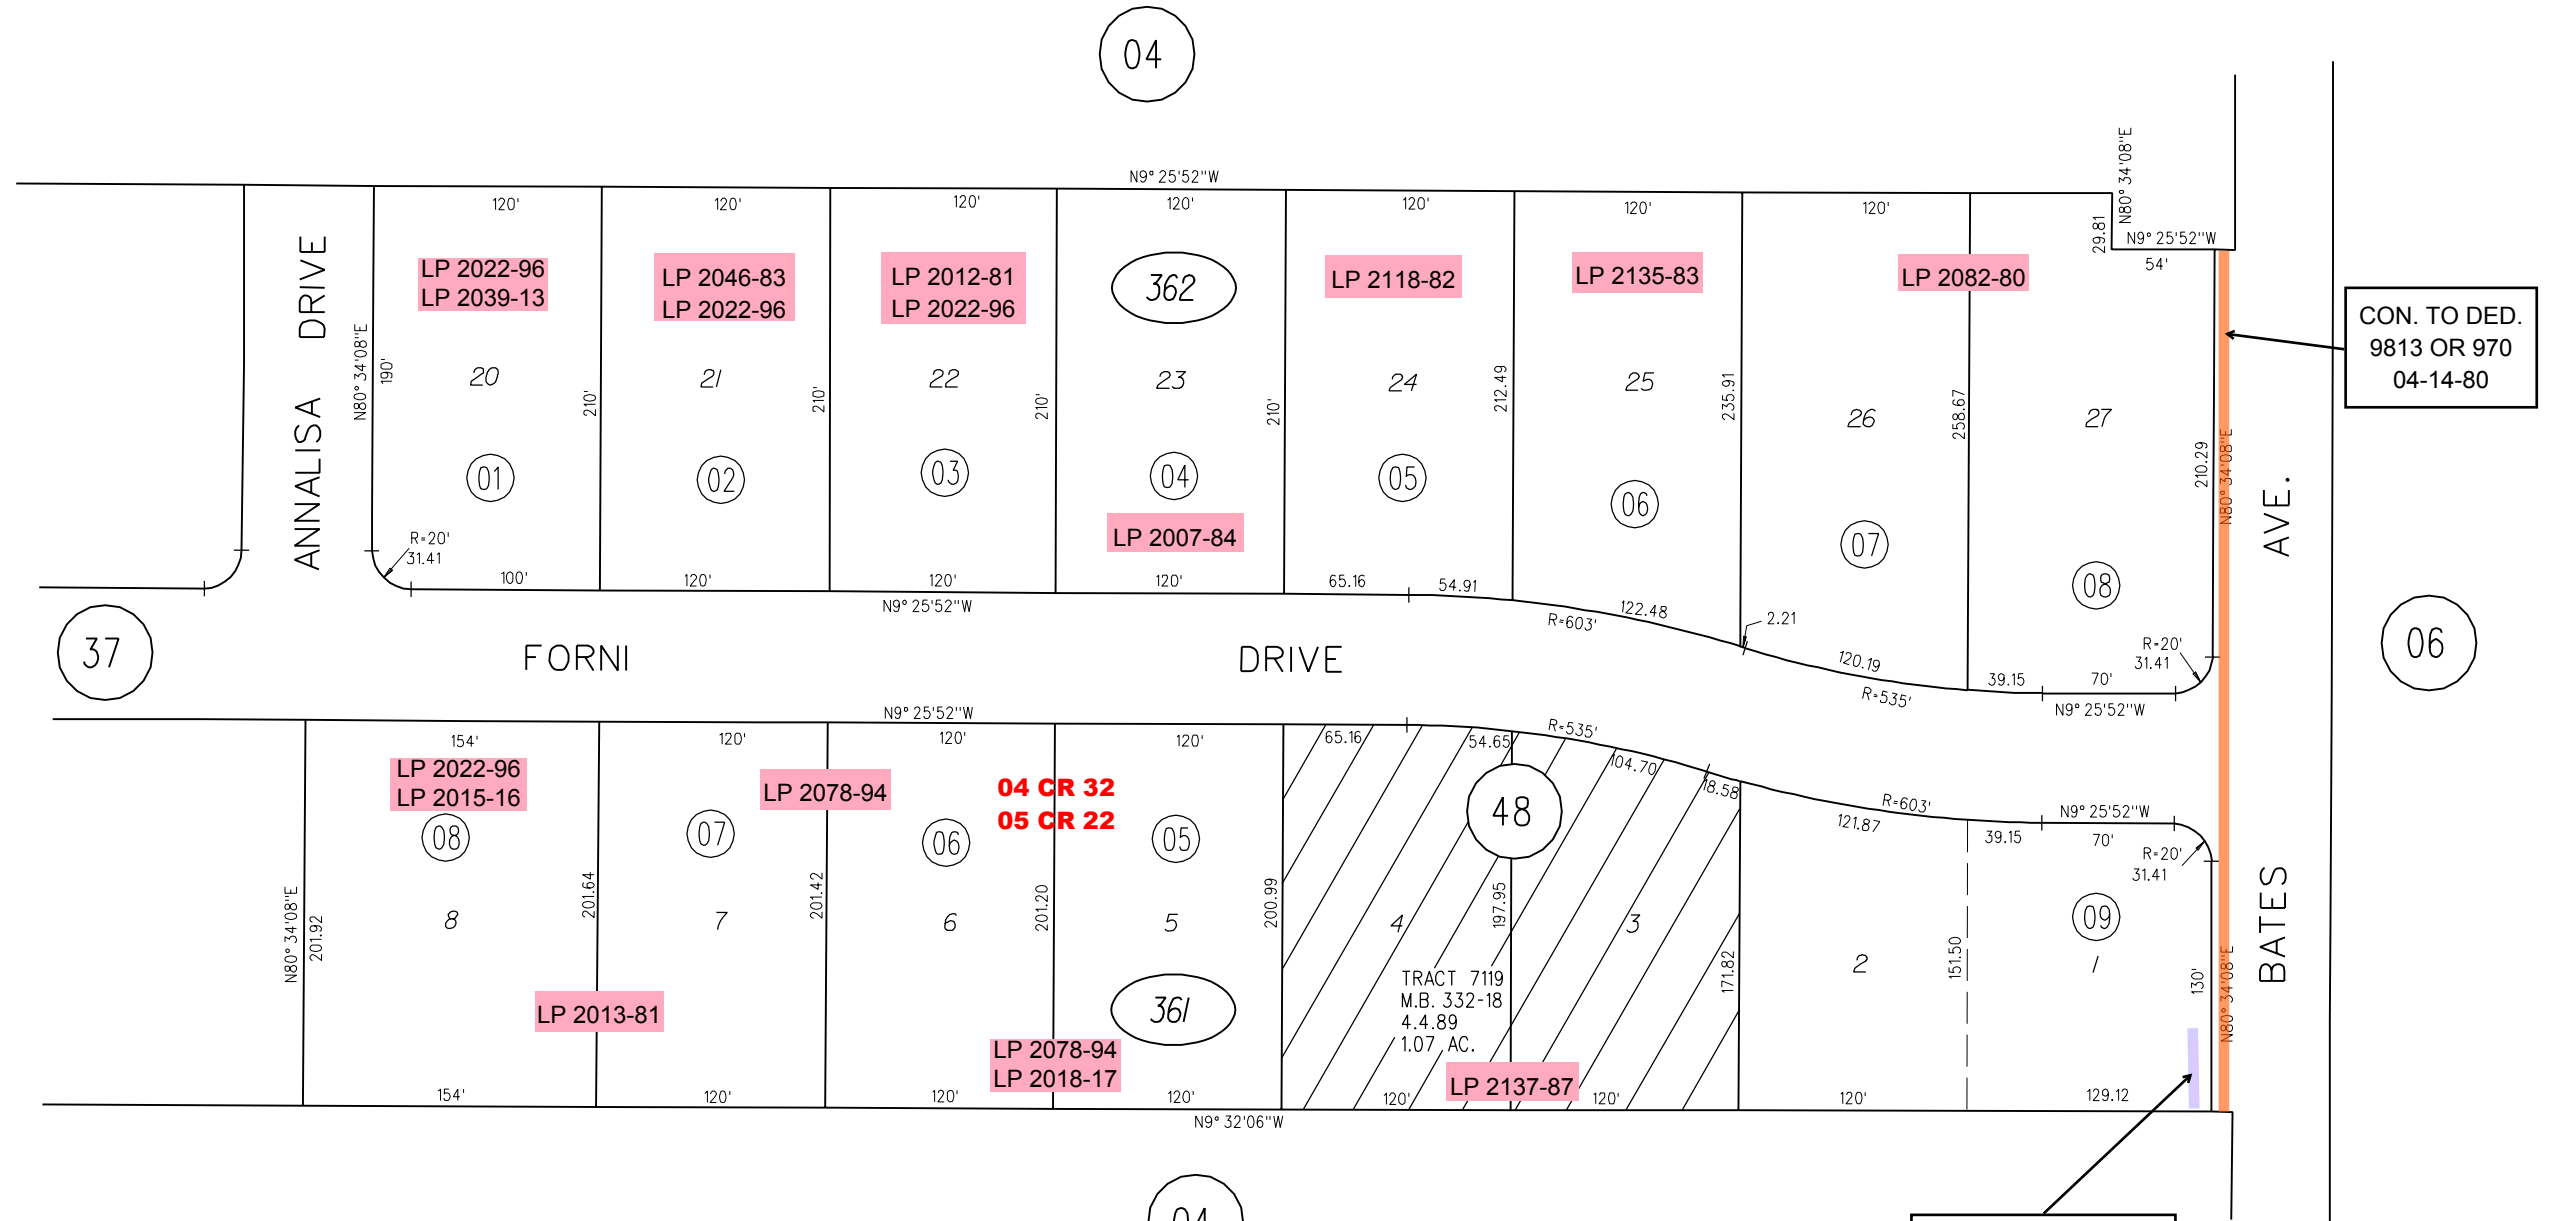 04
N9° 25'52"W
N80° 34'08"E
120'
120'
120'
120'
120'
120'
120'
29.81
N9° 25'52"W
54'
ANNALISA DRIVE
LP 2022-96
LP 2039-13
LP 2046-83
LP 2022-96
LP 2012-81
LP 2022-96
362
LP 2118-82
LP 2135-83
LP 2082-80
CON. TO DED.
9813 OR 970
04-14-80
N80° 34'08"E
190'
20
210'
21
210'
22
210'
23
210'
24
212.49
25
235.91
26
258.67
27
210.29
N80° 34'08"E
01
02
03
04
05
06
07
08
LP 2007-84
R=20'
31.41
100'
120'
120'
120'
65.16
54.91
122.48
R=603'
2.21
N9° 25'52"W
120.19
R=535'
39.15
70'
R=20'
31.41
N9° 25'52"W
37
FORNI DRIVE
06
BATES AVE.
N9° 25'52"W
154'
120'
120'
120'
65.16
54.65
R=535'
104.70
18.58
R=603'
121.87
N9° 25'52"W
39.15
70'
R=20'
31.41
LP 2022-96
LP 2015-16
LP 2078-94
04 CR 32
05 CR 22
48
08
07
06
05
09
N80° 34'08"E
201.92
8
201.64
7
201.42
6
201.20
5
200.99
4
197.95
3
171.82
2
151.50
1
130'
N80° 34'08"E
TRACT 7119
M.B. 332-18
4.4.89
1.07 AC.
LP 2013-81
361
LP 2078-94
LP 2018-17
LP 2137-87
154'
120'
120'
120'
120'
120'
120'
129.12
N9° 32'06"W
04